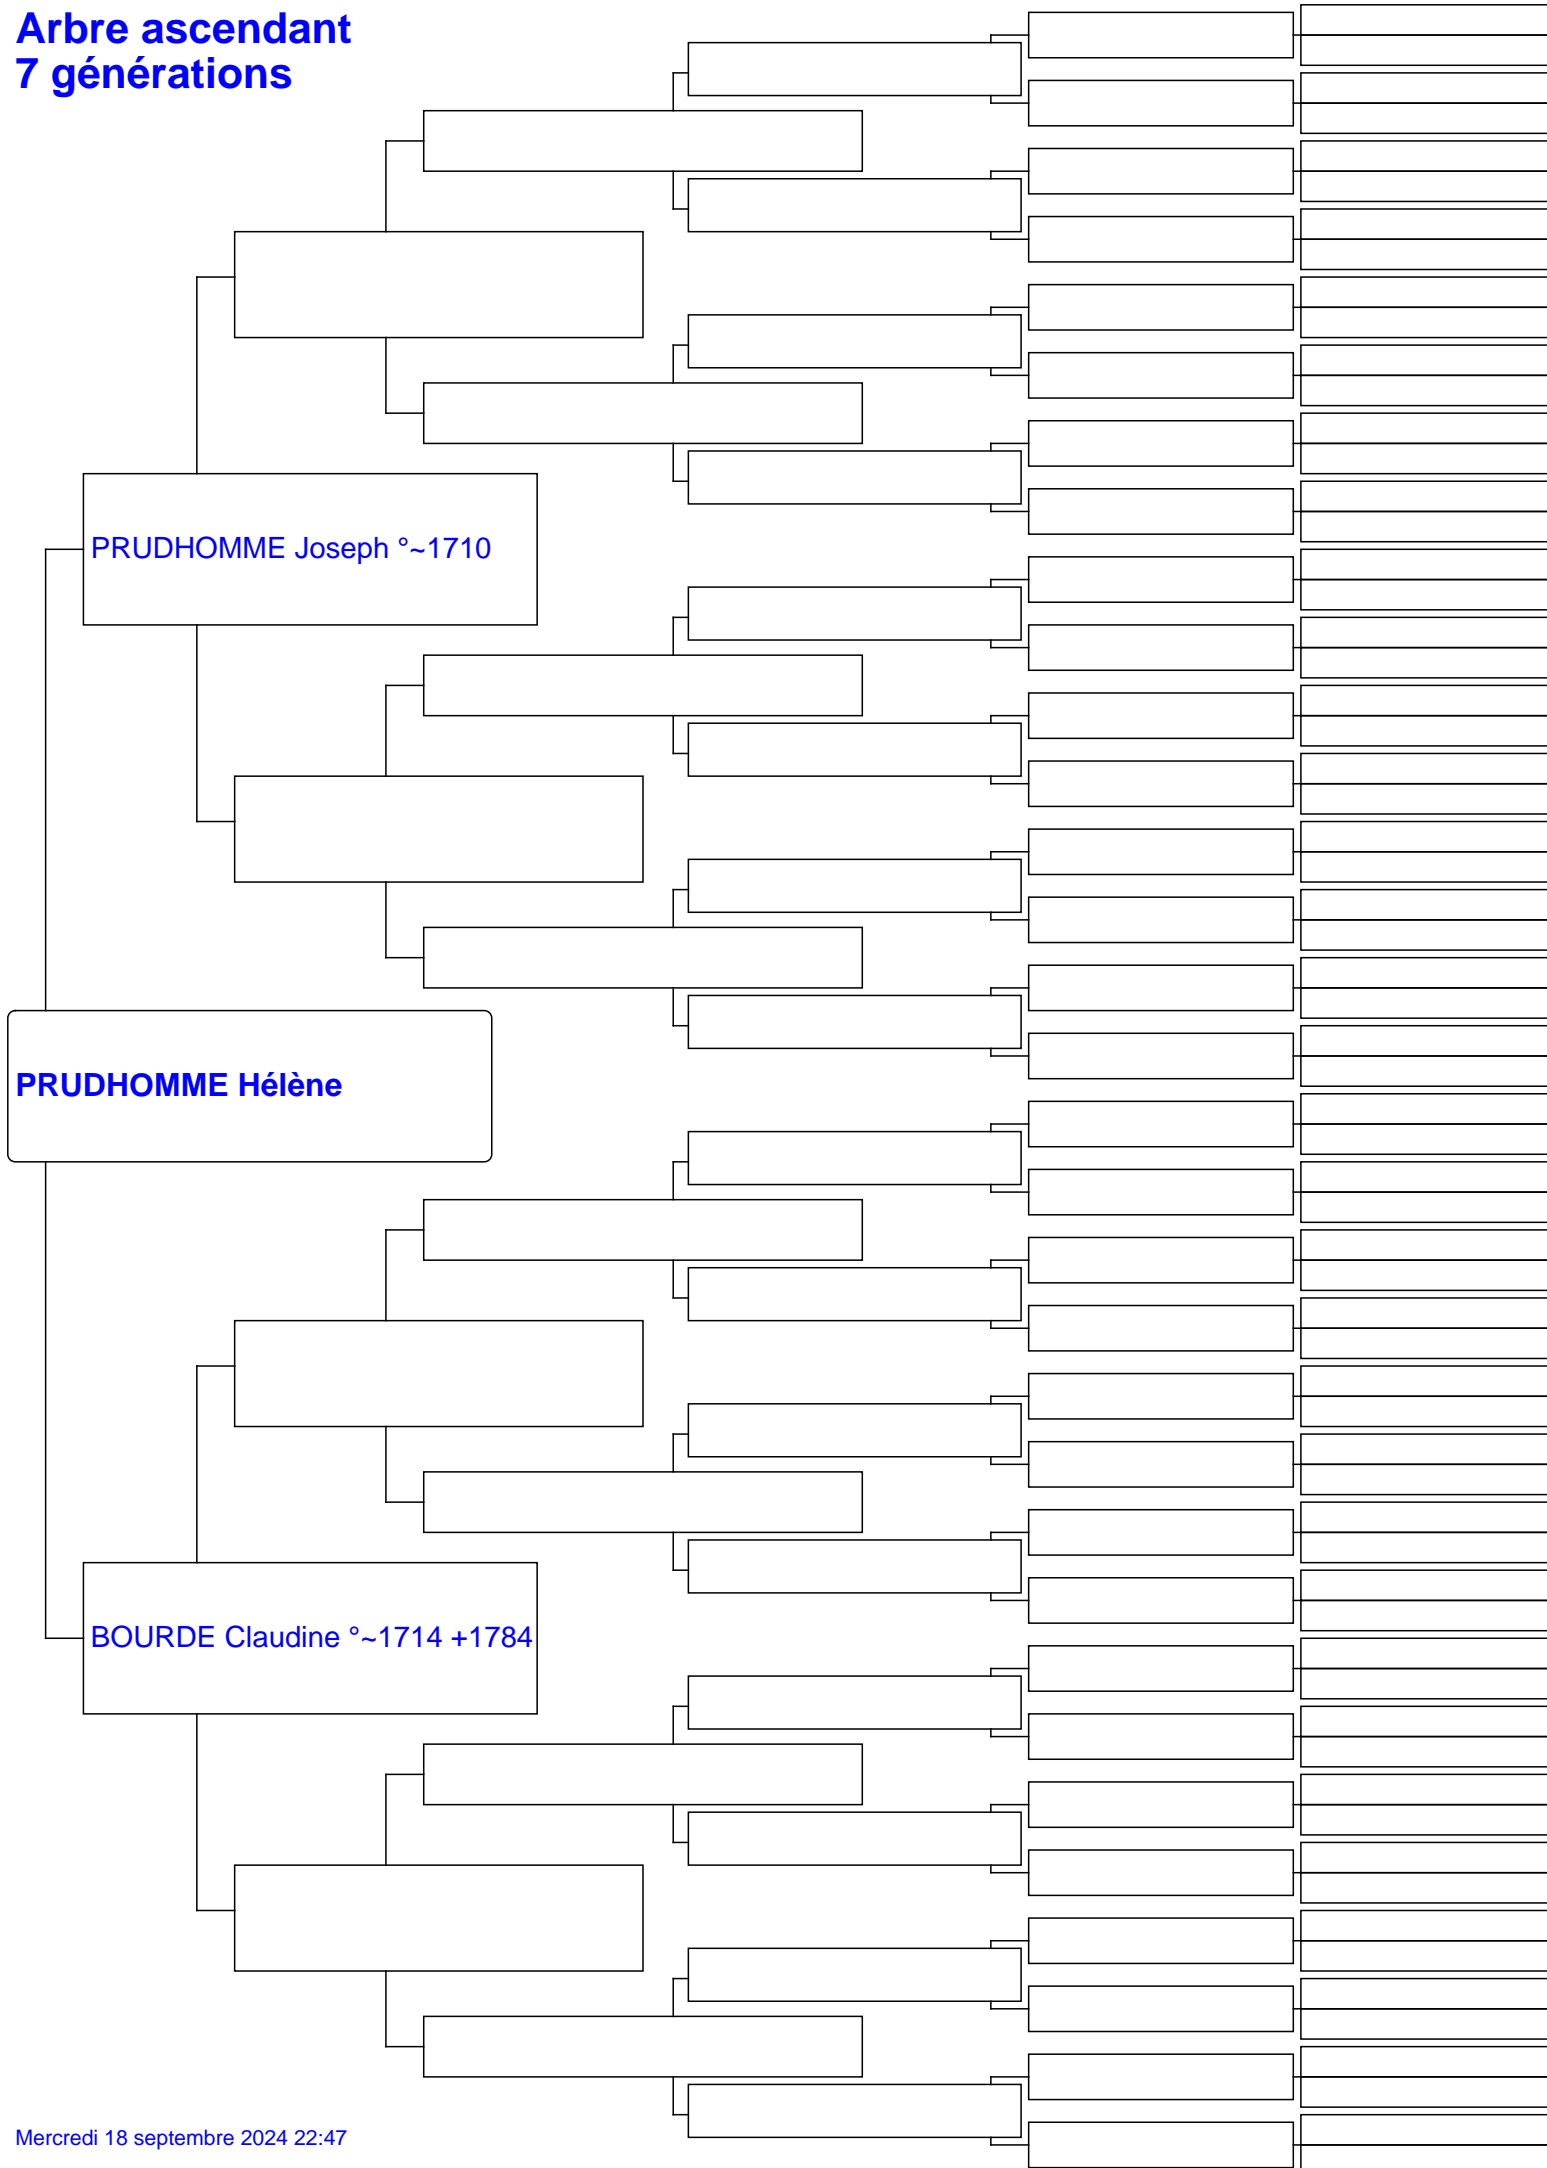 Arbre ascendant
7 générations
PRUDHOMME Joseph °~1710
PRUDHOMME Hélène
BOURDE Claudine °~1714 +1784
Mercredi 18 septembre 2024 22:47